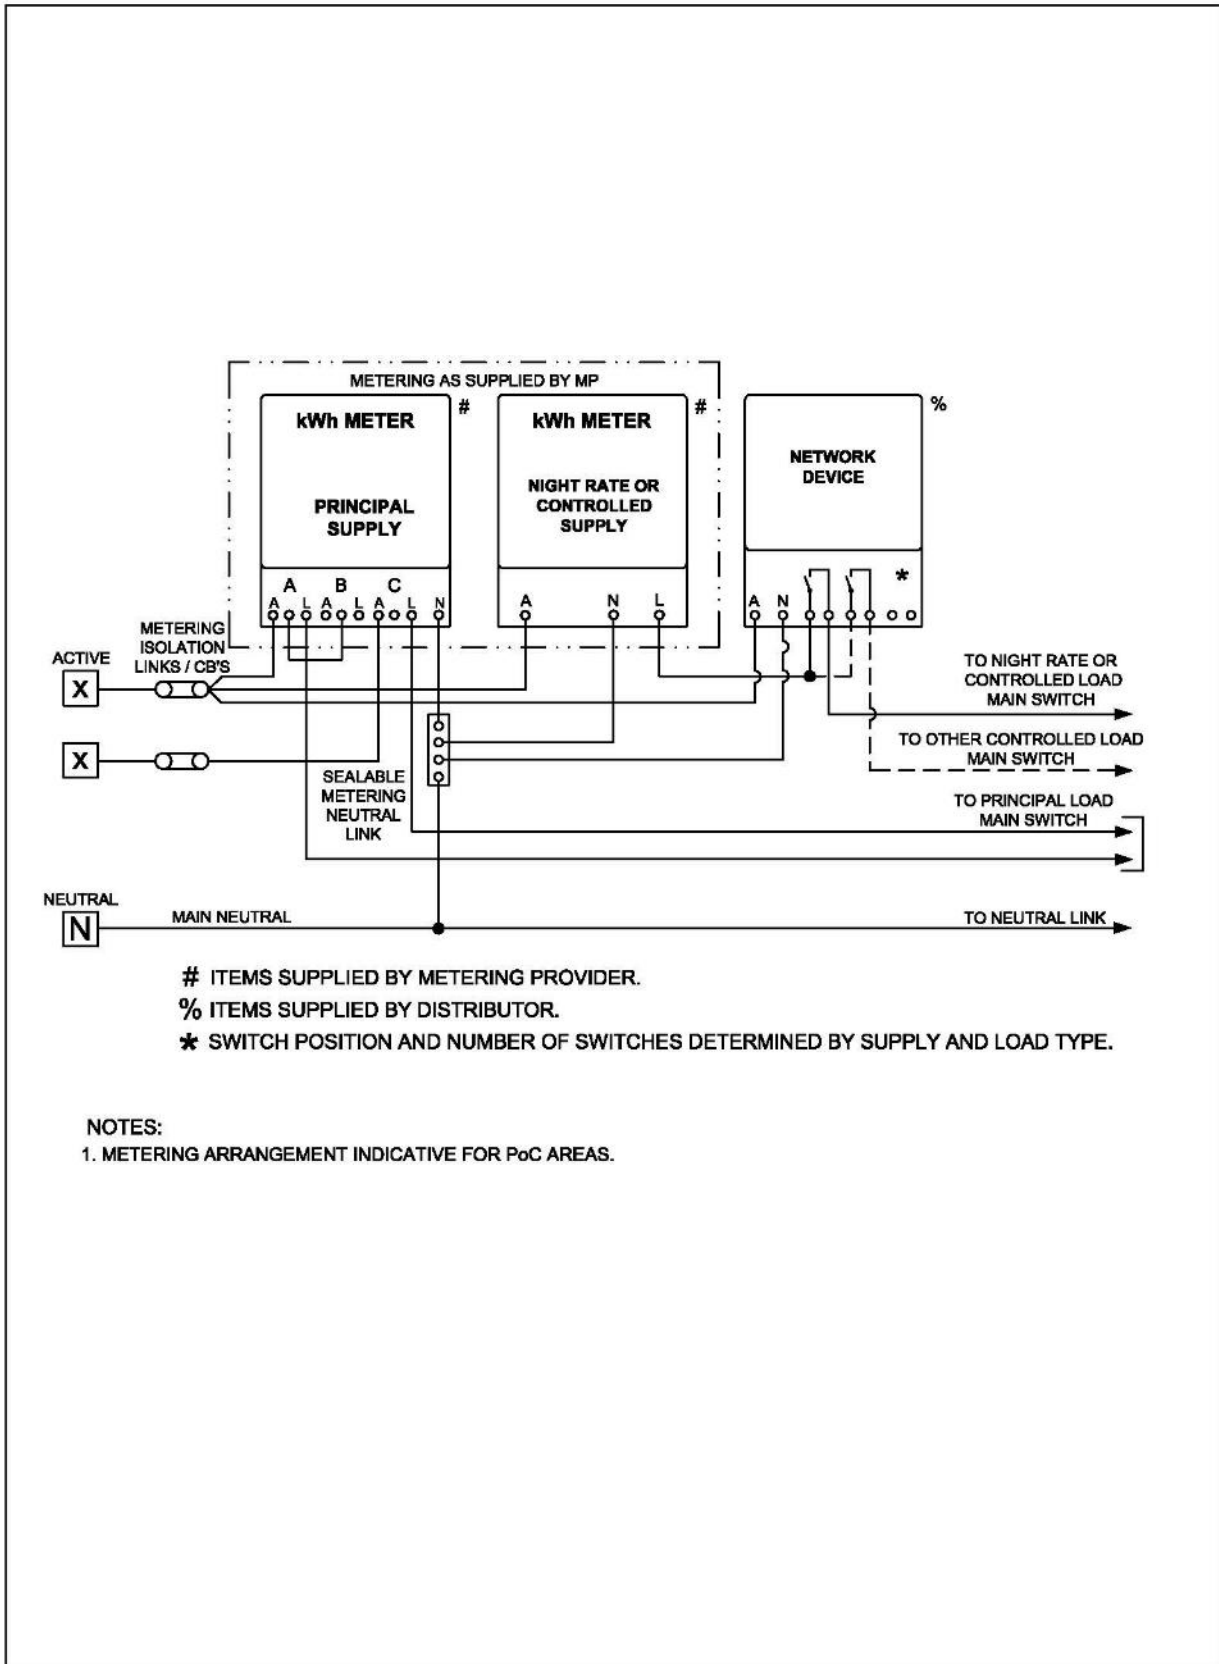 METERING AS SUPPLIED BY MP
kWh METER
#
kWh METER
#
%
PRINCIPAL
SUPPLY
NIGHT RATE OR
CONTROLLED
SUPPLY
NETWORK
DEVICE
A B C
A L A L A L N
A N L
A N
*
METERING
ISOLATION
LINKS / CB'S
ACTIVE
X
X
TO NIGHT RATE OR
CONTROLLED LOAD
MAIN SWITCH
TO OTHER CONTROLLED LOAD
MAIN SWITCH
SEALABLE
METERING
NEUTRAL
LINK
TO PRINCIPAL LOAD
MAIN SWITCH
NEUTRAL
N
MAIN NEUTRAL
TO NEUTRAL LINK
# ITEMS SUPPLIED BY METERING PROVIDER.
% ITEMS SUPPLIED BY DISTRIBUTOR.
* SWITCH POSITION AND NUMBER OF SWITCHES DETERMINED BY SUPPLY AND LOAD TYPE.
NOTES:
1. METERING ARRANGEMENT INDICATIVE FOR PoC AREAS.